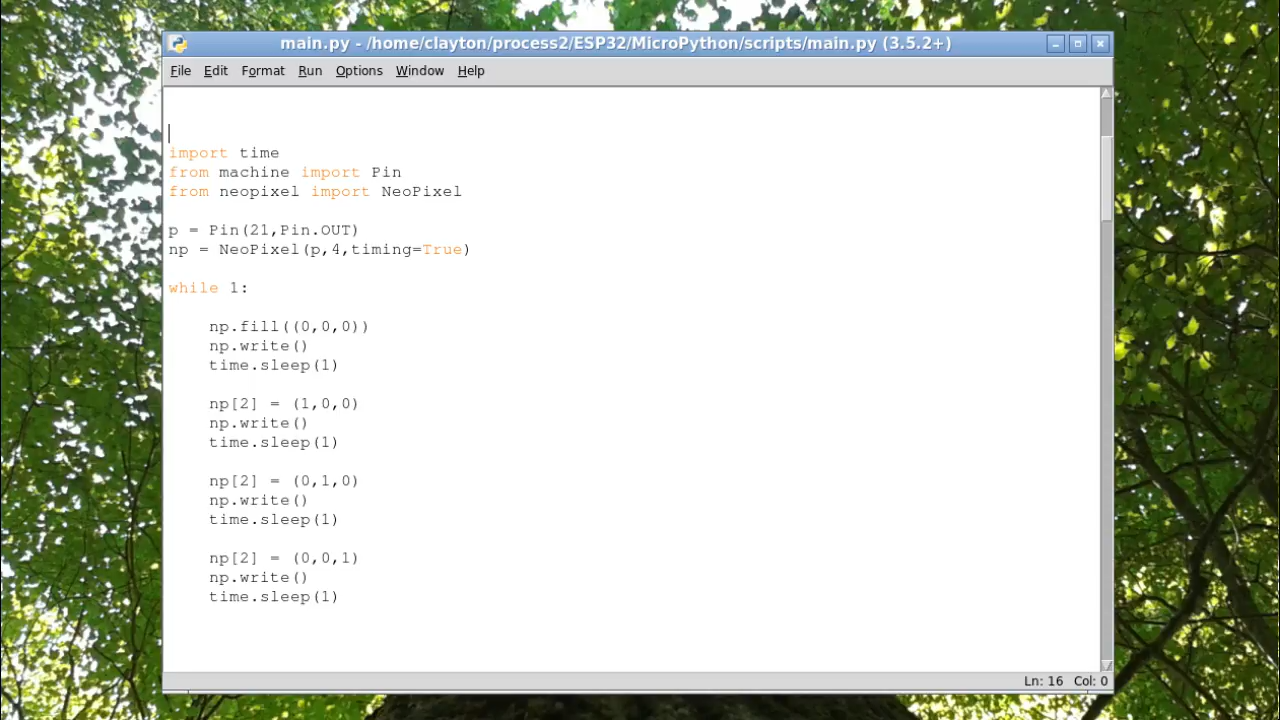 main.py - /home/clayton/process2/ESP32/MicroPython/scripts/main.py (3.5.2+)
File Edit Format Run Options Window Help
import time
from machine import Pin
from neopixel import NeoPixel
p = Pin(21,Pin.OUT)
np = NeoPixel(p,4,timing=True)
while 1:
    np.fill((0,0,0))
    np.write()
    time.sleep(1)
    np[2] = (1,0,0)
    np.write()
    time.sleep(1)
    np[2] = (0,1,0)
    np.write()
    time.sleep(1)
    np[2] = (0,0,1)
    np.write()
    time.sleep(1)
Ln: 16 Col: 0